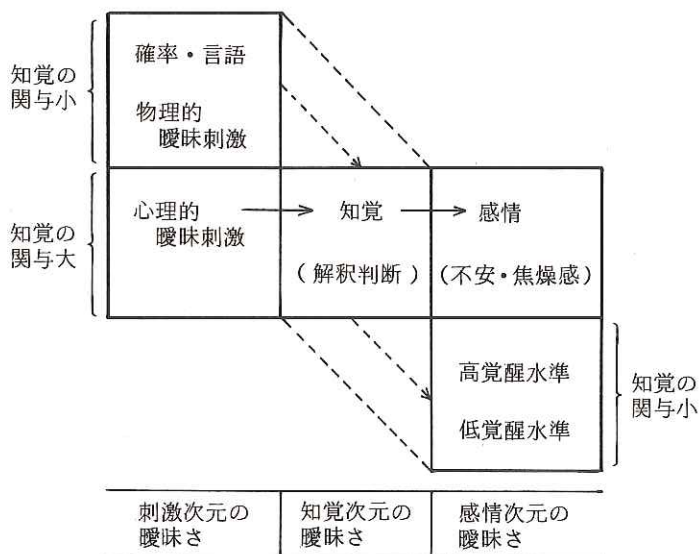 確率・言語
知覚の
関与小
物理的
曖昧刺激
心理的
曖昧刺激
知覚
感情
知覚の
関与大
(解釈判断)
(不安・焦燥感)
高覚醒水準
知覚の
関与小
低覚醒水準
刺激次元の
曖昧さ
知覚次元の
曖昧さ
感情次元の
曖昧さ